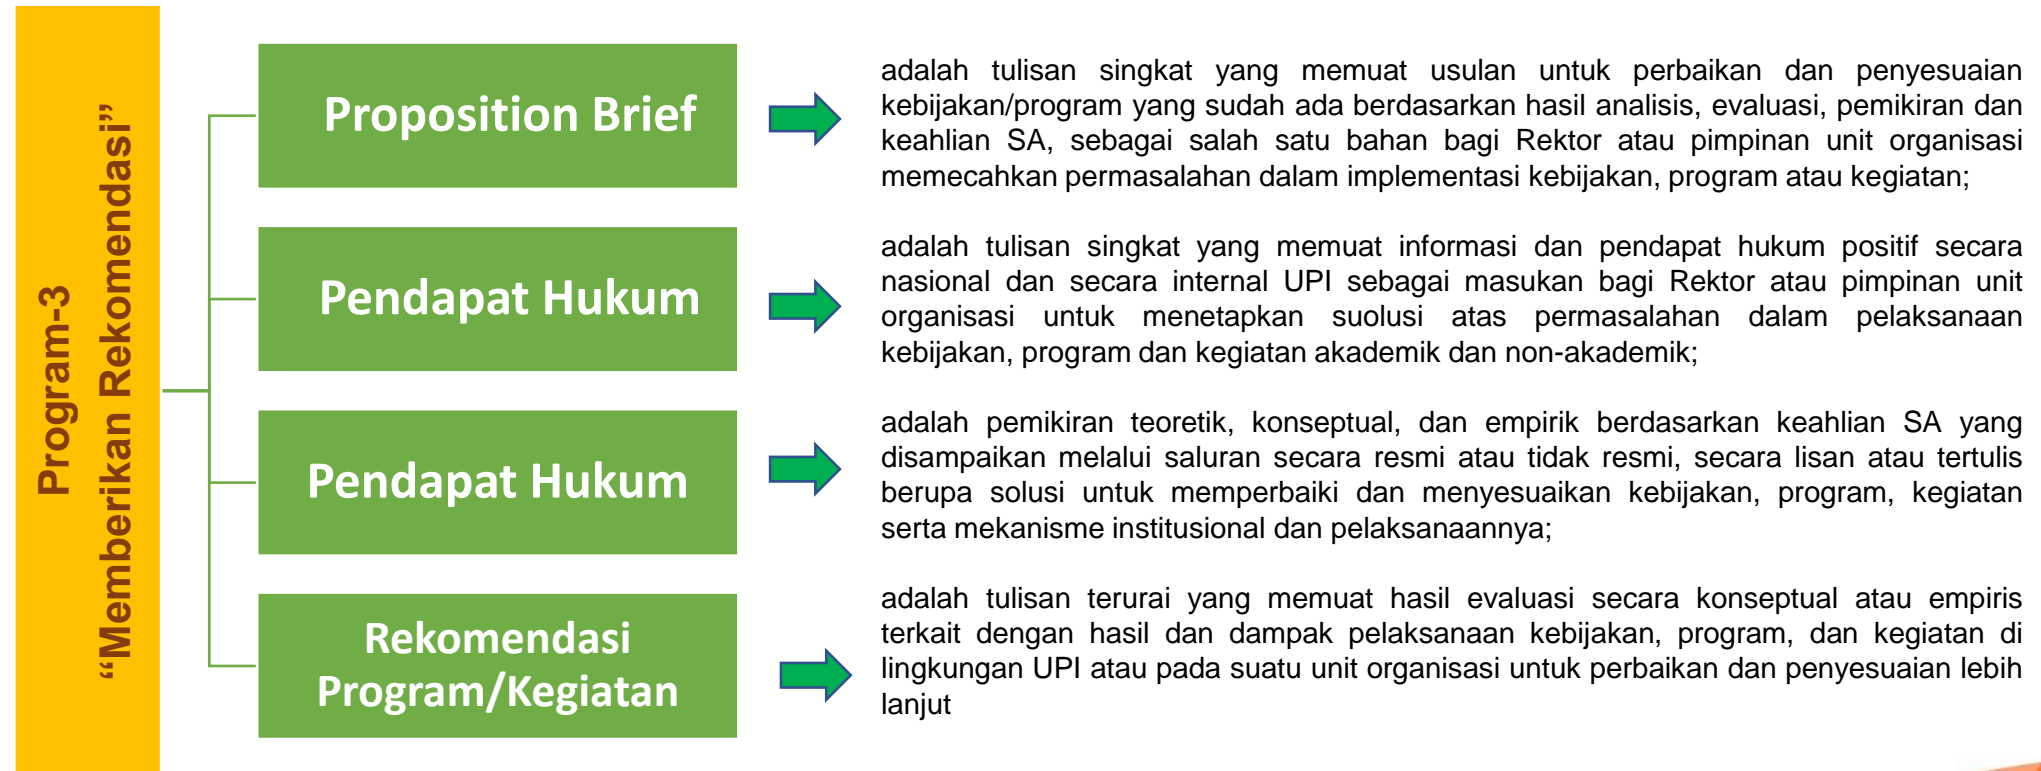 Program-3
“Memberikan Rekomendasi”
Proposition Brief
adalah tulisan singkat yang memuat usulan untuk perbaikan dan penyesuaian
kebijakan/program yang sudah ada berdasarkan hasil analisis, evaluasi, pemikiran dan
keahlian SA, sebagai salah satu bahan bagi Rektor atau pimpinan unit organisasi
memecahkan permasalahan dalam implementasi kebijakan, program atau kegiatan;
Pendapat Hukum
adalah tulisan singkat yang memuat informasi dan pendapat hukum positif secara
nasional dan secara internal UPI sebagai masukan bagi Rektor atau pimpinan unit
organisasi untuk menetapkan suolusi atas permasalahan dalam pelaksanaan
kebijakan, program dan kegiatan akademik dan non-akademik;
Pendapat Hukum
adalah pemikiran teoretik, konseptual, dan empirik berdasarkan keahlian SA yang
disampaikan melalui saluran secara resmi atau tidak resmi, secara lisan atau tertulis
berupa solusi untuk memperbaiki dan menyesuaikan kebijakan, program, kegiatan
serta mekanisme institusional dan pelaksanaannya;
Rekomendasi
Program/Kegiatan
adalah tulisan terurai yang memuat hasil evaluasi secara konseptual atau empiris
terkait dengan hasil dan dampak pelaksanaan kebijakan, program, dan kegiatan di
lingkungan UPI atau pada suatu unit organisasi untuk perbaikan dan penyesuaian lebih
lanjut